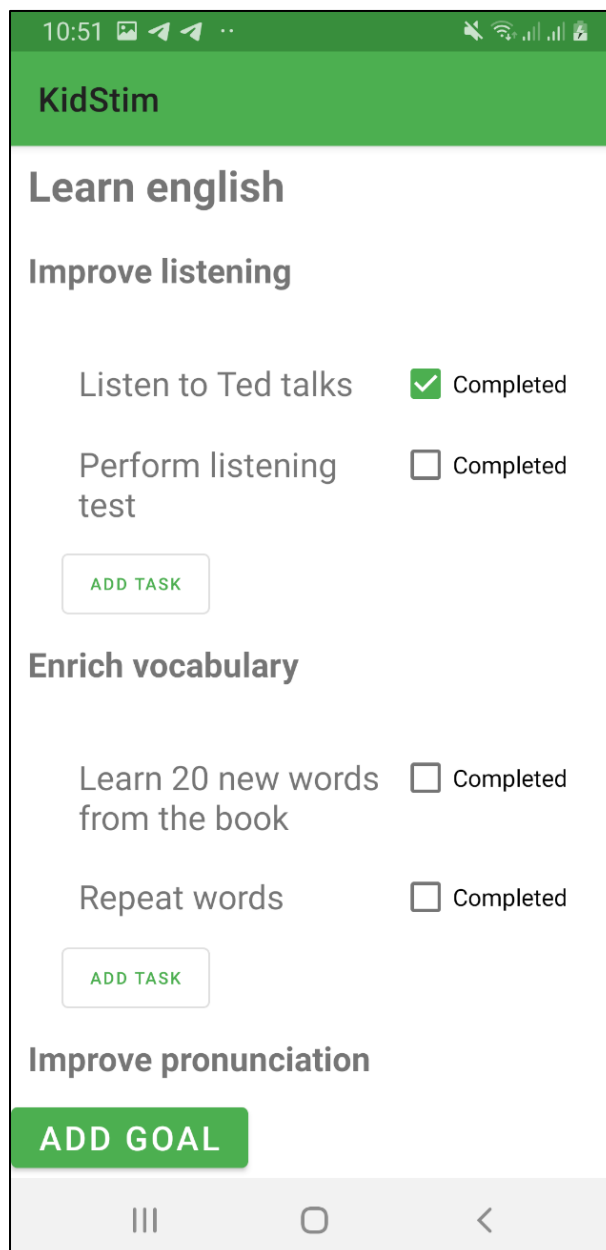 10:51
KidStim
Learn english
Improve listening
Listen to Ted talks
Completed
Perform listening
test
Completed
ADD TASK
Enrich vocabulary
Learn 20 new words
from the book
Completed
Repeat words
Completed
ADD TASK
Improve pronunciation
ADD GOAL